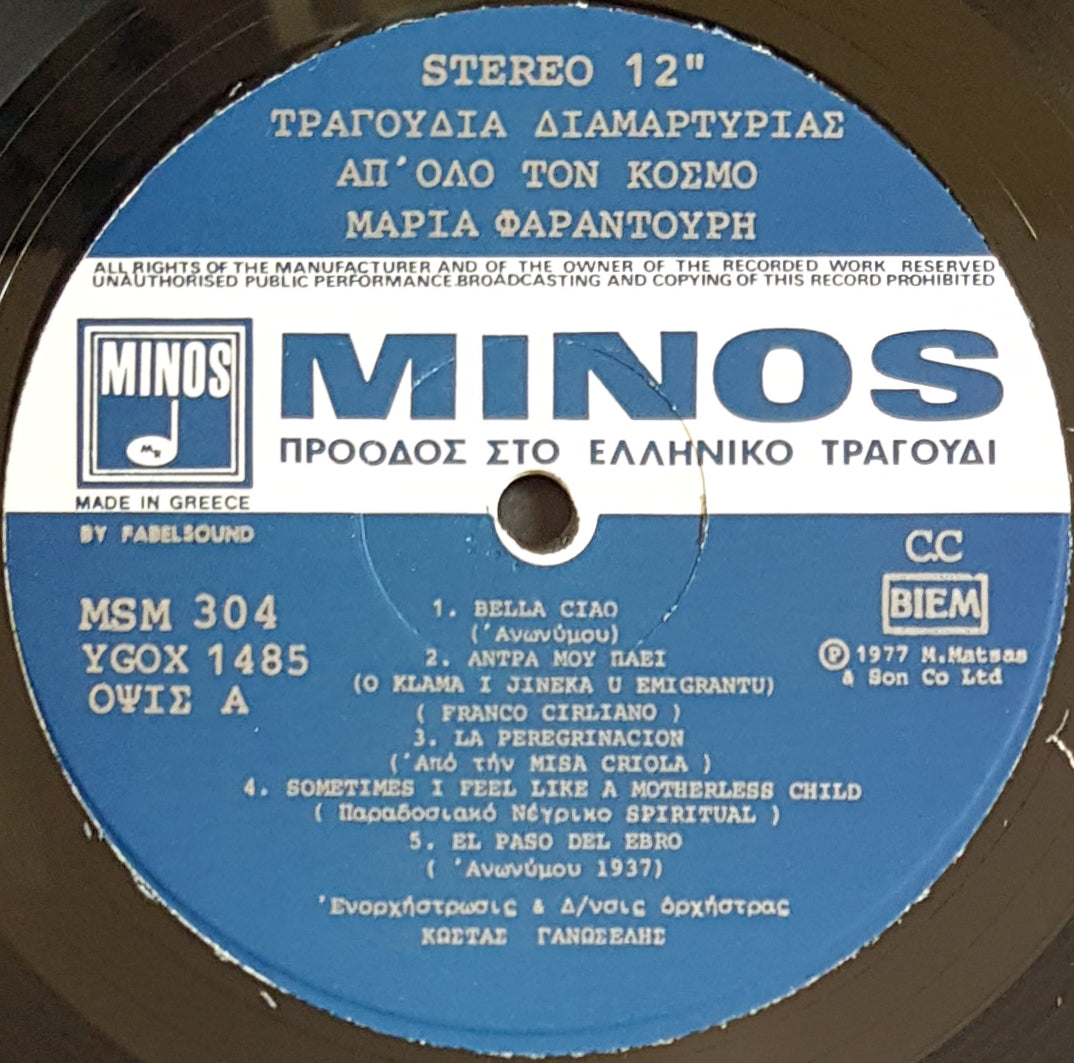 STEREO 12"
ΤΡΑΓΟΥΔΙΑ ΔΙΑΜΑΡΤΥΡΙΑΣ
ΑΠ'ΟΛΟ ΤΟΝ ΚΟΣΜΟ
ΜΑΡΙΑ ΦΑΡΑΝΤΟΥΡΗ
ALL RIGHTS OF THE MANUFACTURER AND OF THE OWNER OF THE RECORDED WORK RESERVED
UNAUTHORISED PUBLIC PERFORMANCE.BROADCASTING AND COPYING OF THIS RECORD PROHIBITED
MINOS
MINOS
ΠΡΟΟΔΟΣ ΣΤΟ ΕΛΛΗΝΙΚΟ ΤΡΑΓΟΥΔΙ
MADE IN GREECE
BY FABELSOUND
MSM 304
YGOX 1485
ΟΨΙΣ Α
C.C
BIEM
℗ 1977 M.Matsas
& Son Co Ltd
1. BELLA CIAO
('Ανωνύμου)
2. ΑΝΤΡΑ ΜΟΥ ΠΑΕΙ
(O KLAMA I JINEKA U EMIGRANTU)
( FRANCO CIRLIANO )
3. LA PEREGRINACION
('Από τήν MISA CRIOLA )
4. SOMETIMES I FEEL LIKE A MOTHERLESS CHILD
( Παραδοσιακό Νέγρικο SPIRITUAL )
5. EL PASO DEL EBRO
( 'Ανωνύμου 1937)
'Ενορχήστρωσις & Δ/νσις όρχήστρας
ΚΩΣΤΑΣ ΓΑΝΩΣΕΛΗΣ